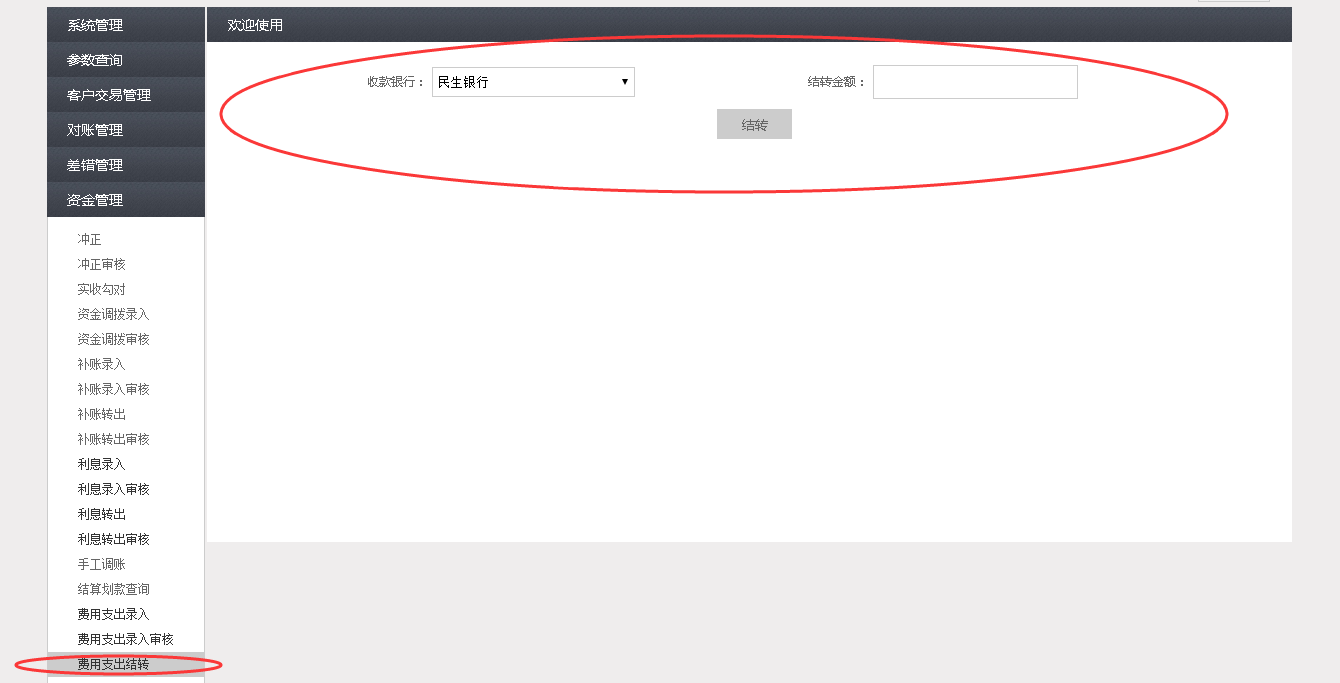 系统管理
参数查询
客户交易管理
对账管理
差错管理
资金管理
冲正
冲正审核
实收勾对
资金调拨录入
资金调拨审核
补账录入
补账录入审核
补账转出
补账转出审核
利息录入
利息录入审核
利息转出
利息转出审核
手工调账
结算划款查询
费用支出录入
费用支出录入审核
费用支出结转
欢迎使用
收款银行： 民生银行 结转金额：
结转